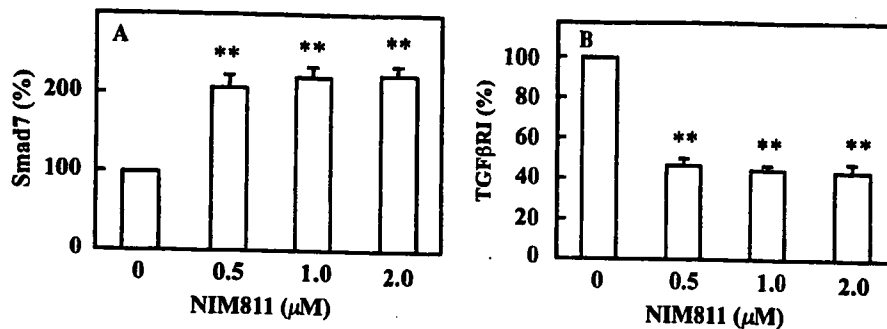 A
Smad7 (%)
200
100
0
** ** **
0 0.5 1.0 2.0
NIM811 (μM)
B
TGFβRI (%)
100
80
60
40
20
0
** ** **
0 0.5 1.0 2.0
NIM811 (μM)